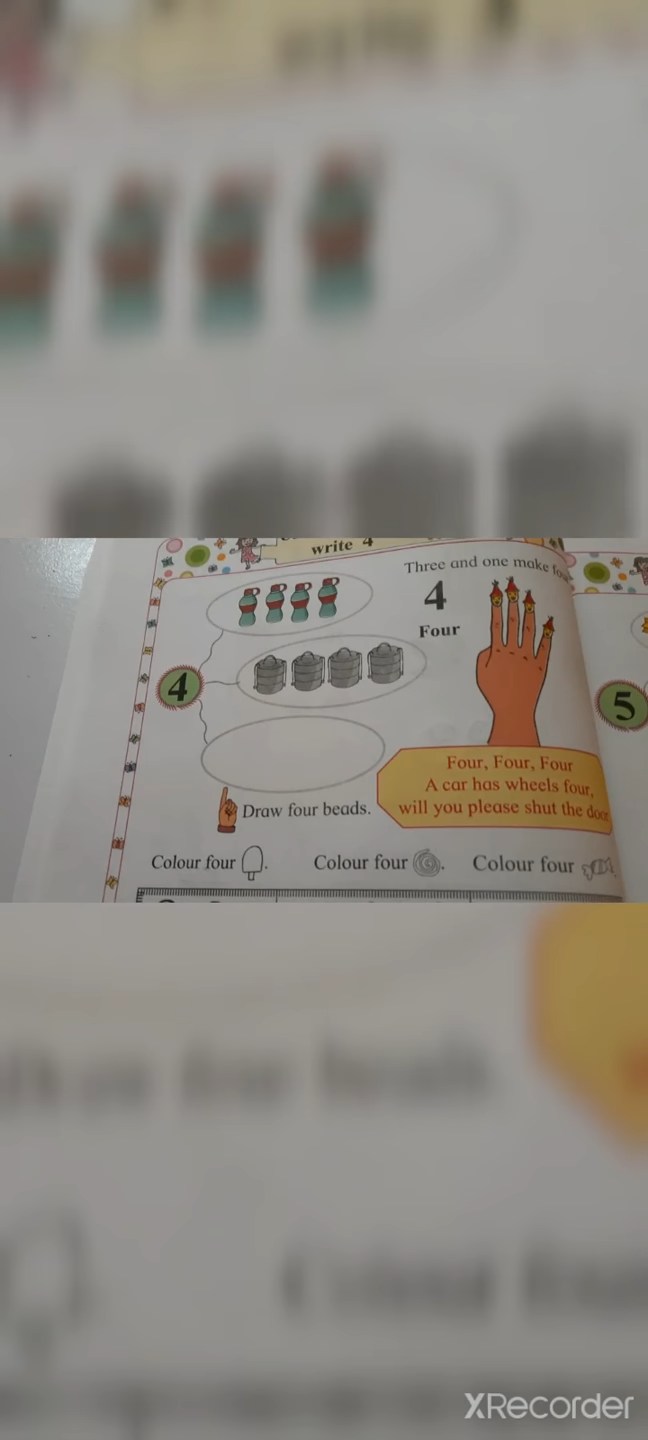 write 4
Three and one make
4
Four
4
5
Four, Four, Four
A car has wheels four,
will you please shut the door
Draw four beads.
Colour four . Colour four . Colour four .
XRecorder